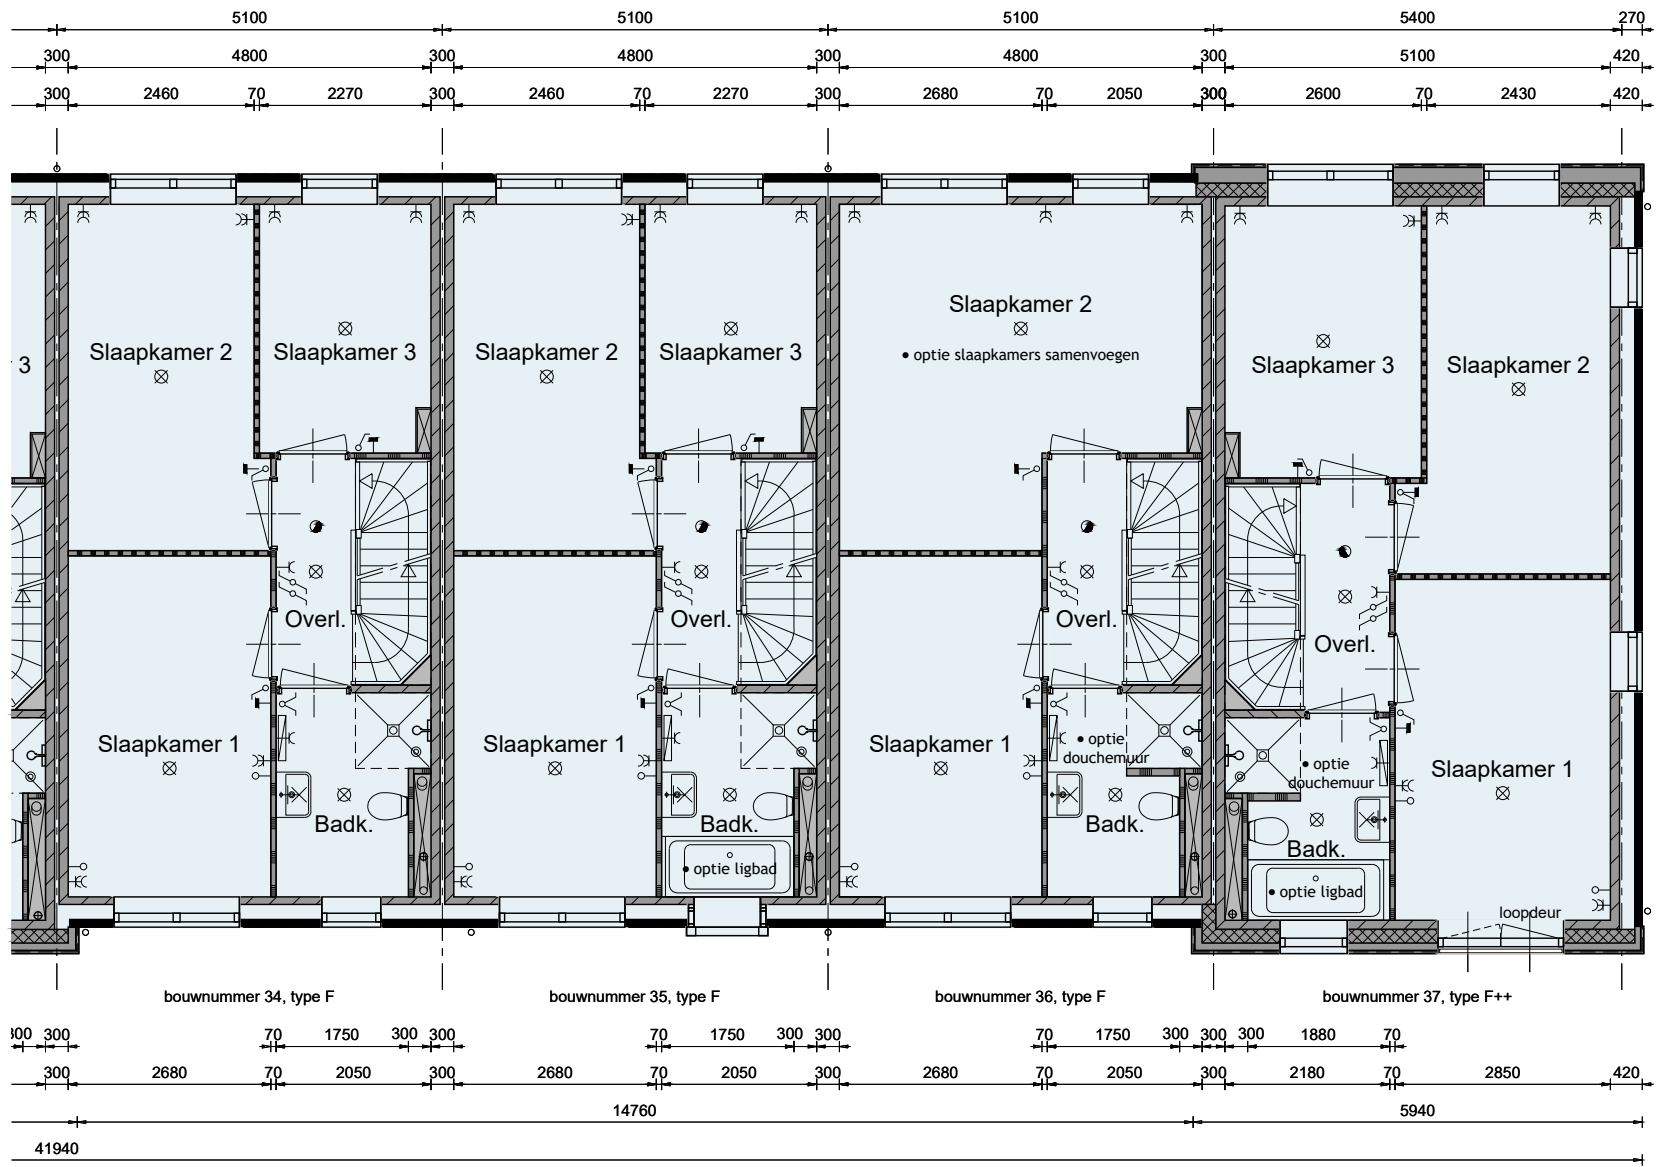 5100 5100 5100 5400 270
300 4800 300 4800 300 4800 300 5100 420
300 2460 70 2270 300 2460 70 2270 300 2680 70 2050 300 2600 70 2430 420
Slaapkamer 2
• optie slaapkamers samenvoegen
3 Slaapkamer 2 Slaapkamer 3 Slaapkamer 2 Slaapkamer 3 Slaapkamer 3 Slaapkamer 2
Overl. Overl. Overl. Overl.
Slaapkamer 1 Slaapkamer 1 Slaapkamer 1 • optie
douchemuur
• optie
douchemuur
Slaapkamer 1
Badk. Badk. Badk. Badk.
• optie ligbad • optie ligbad
loopdeur
bouwnummer 34, type F bouwnummer 35, type F bouwnummer 36, type F bouwnummer 37, type F++
300 70 1750 300 300 70 1750 300 300 70 1750 300 300 300 1880 70
300 2680 70 2050 300 2680 70 2050 300 2680 70 2050 300 2180 70 2850 420
14760 5940
41940